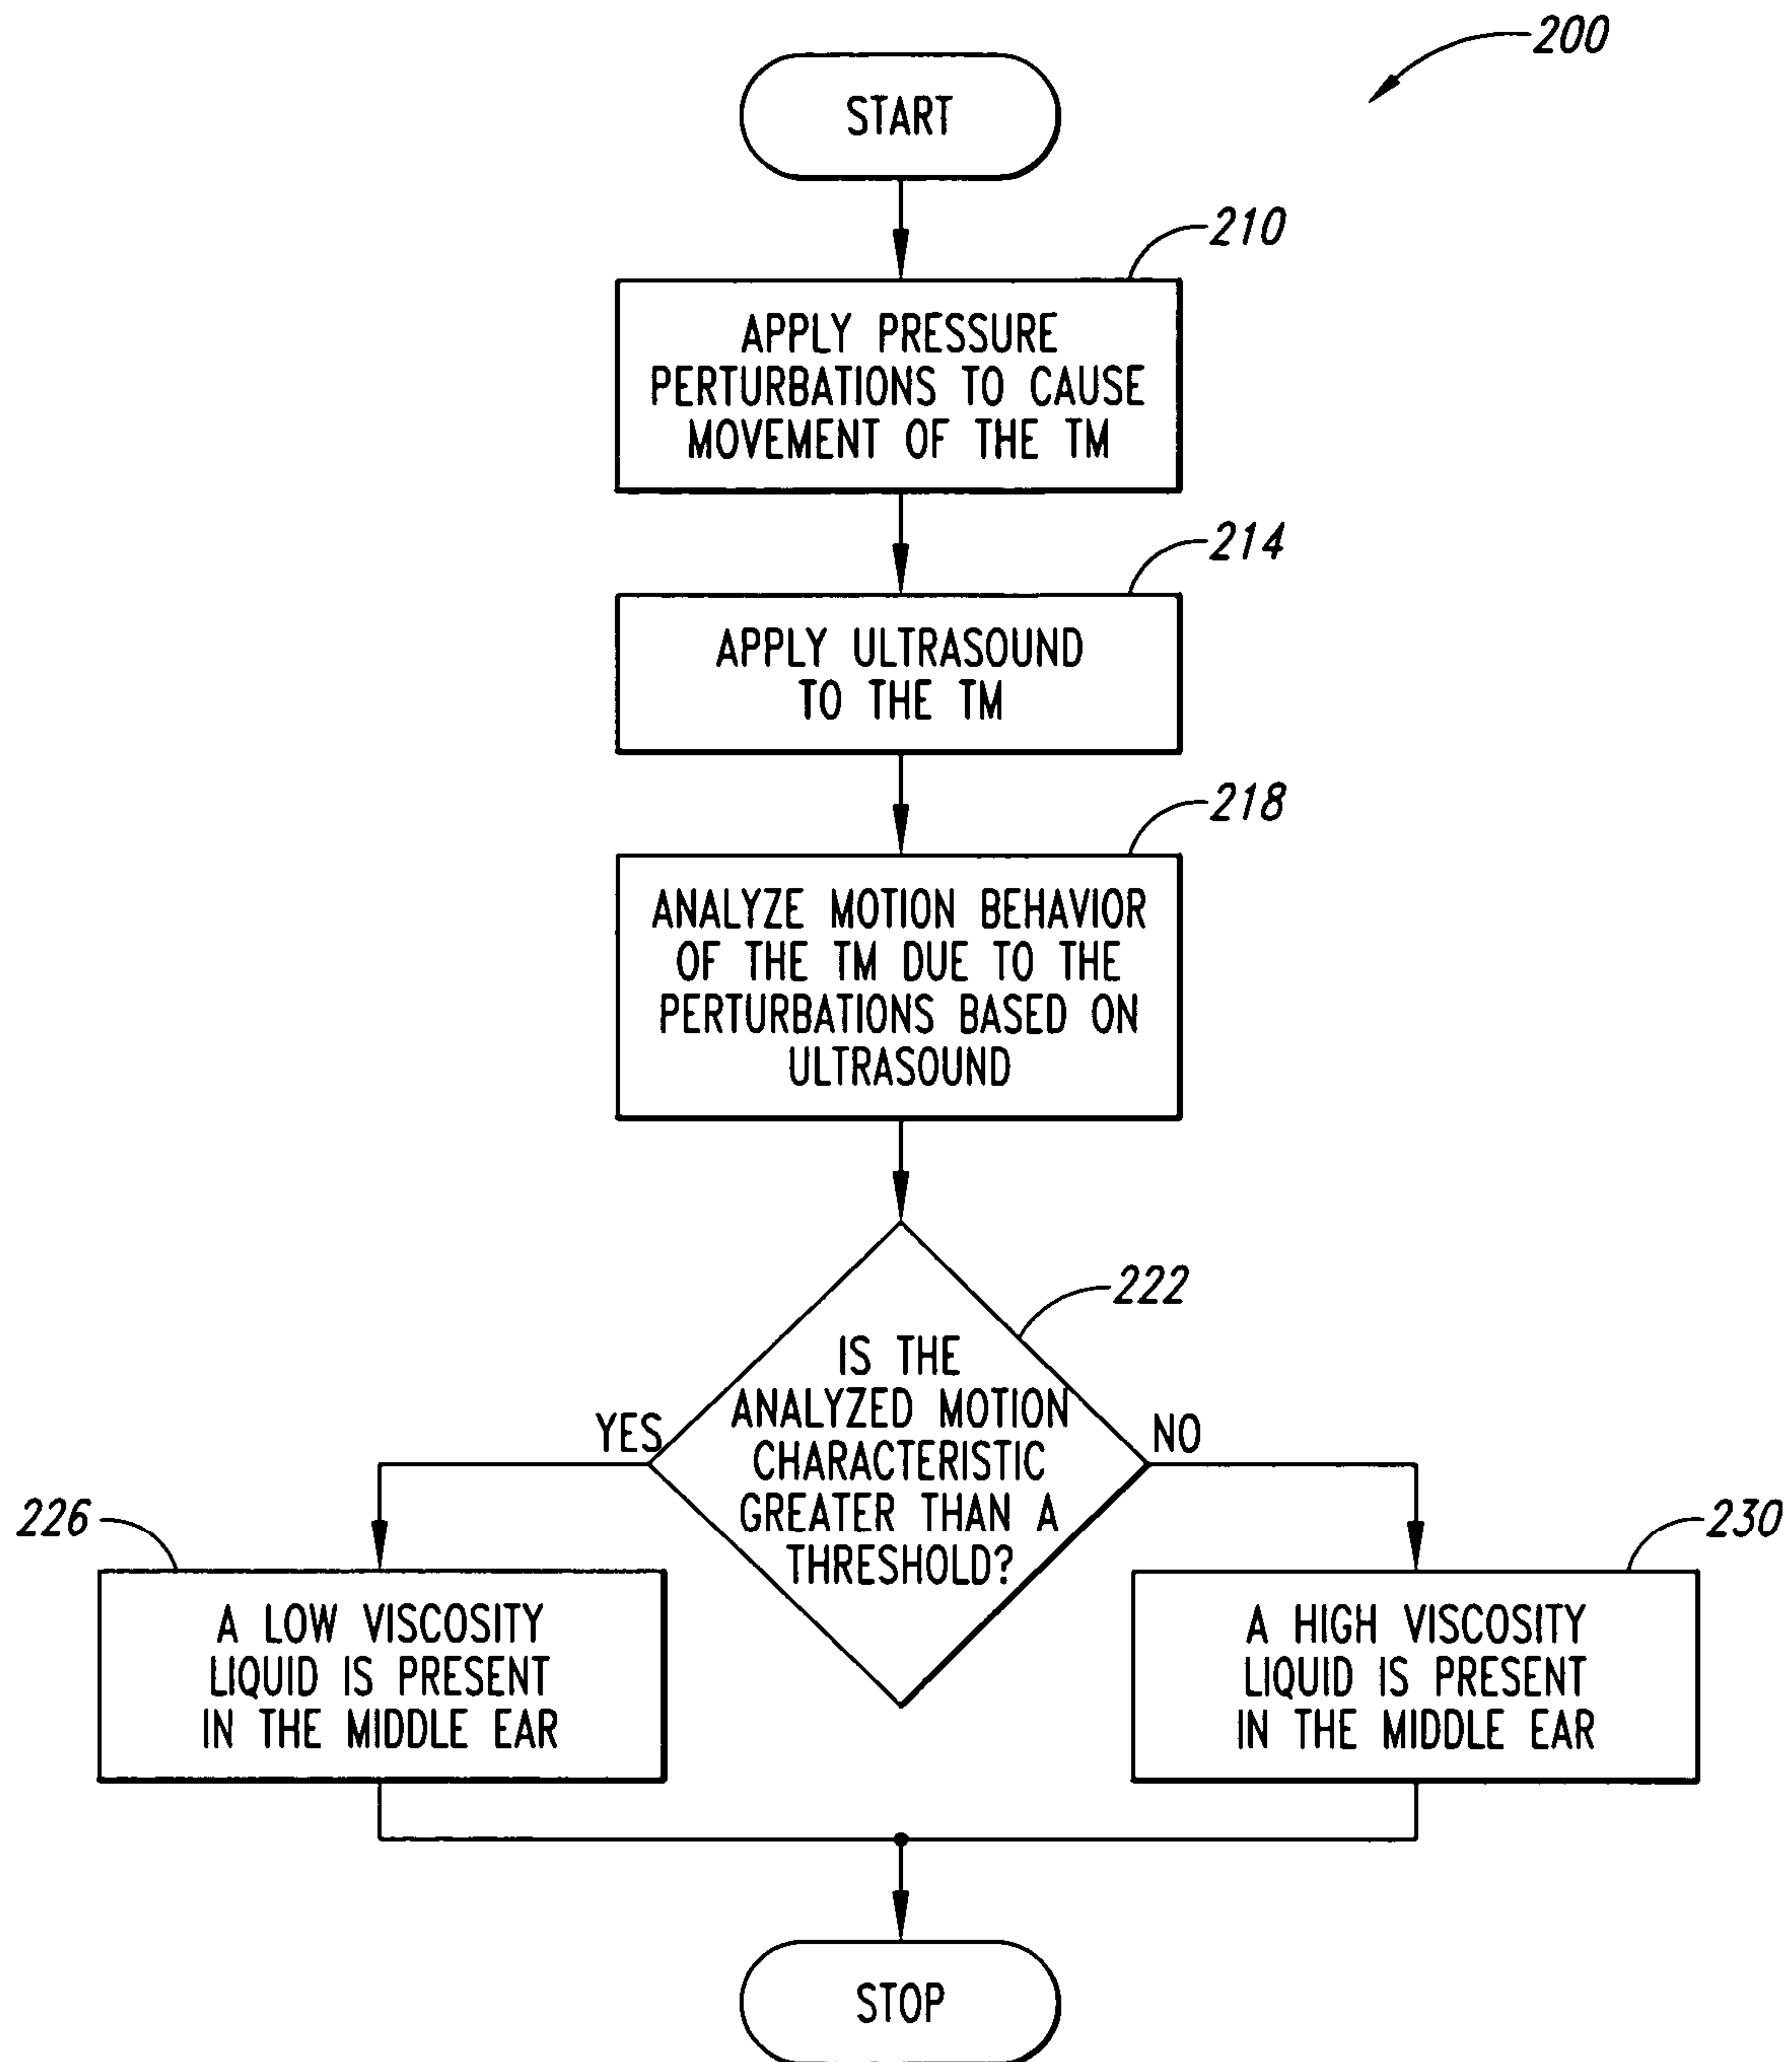 200
START
210
APPLY PRESSURE
PERTURBATIONS TO CAUSE
MOVEMENT OF THE TM
214
APPLY ULTRASOUND
TO THE TM
218
ANALYZE MOTION BEHAVIOR
OF THE TM DUE TO THE
PERTURBATIONS BASED ON
ULTRASOUND
222
IS THE
ANALYZED MOTION
CHARACTERISTIC
GREATER THAN A
THRESHOLD?
YES
NO
226
A LOW VISCOSITY
LIQUID IS PRESENT
IN THE MIDDLE EAR
230
A HIGH VISCOSITY
LIQUID IS PRESENT
IN THE MIDDLE EAR
STOP